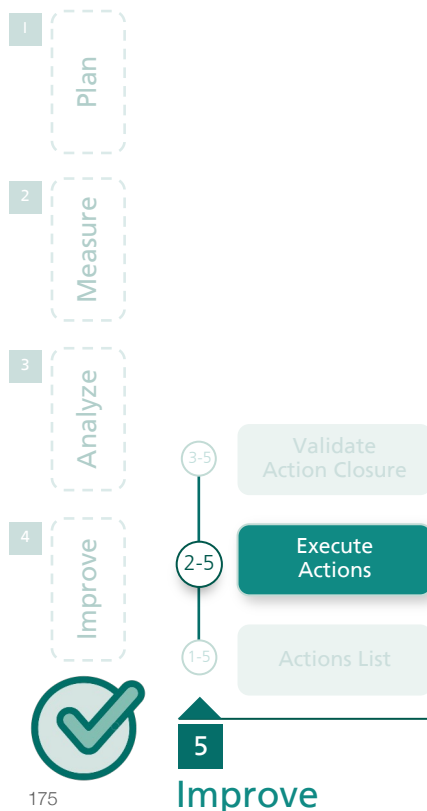 1
Plan
2
Measure
3
Analyze
4
Improve
3-5
Validate
Action Closure
2-5
Execute
Actions
1-5
Actions List
5
Improve
175